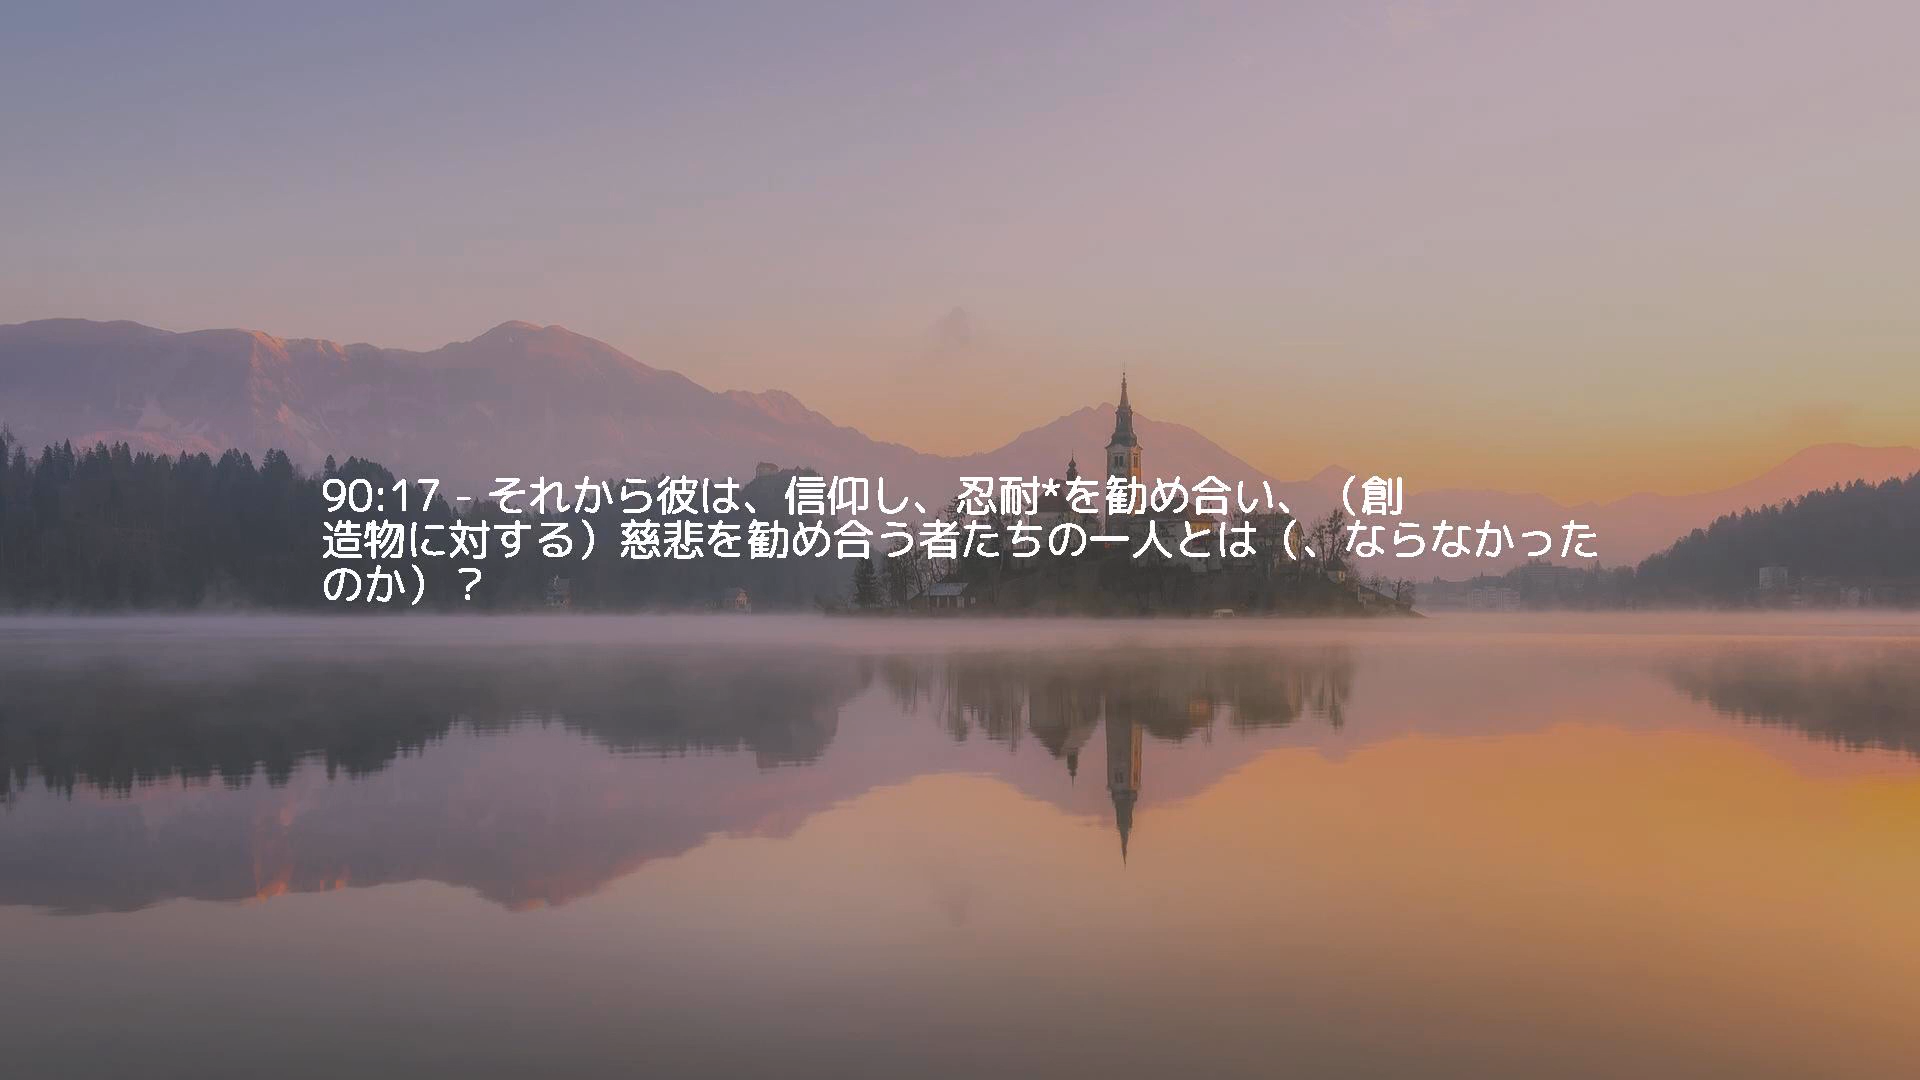 90:17 - それから彼は、信仰し、忍耐*を勧め合い、（創
造物に対する）慈悲を勧め合う者たちの一人とは（、ならなかった
のか）？